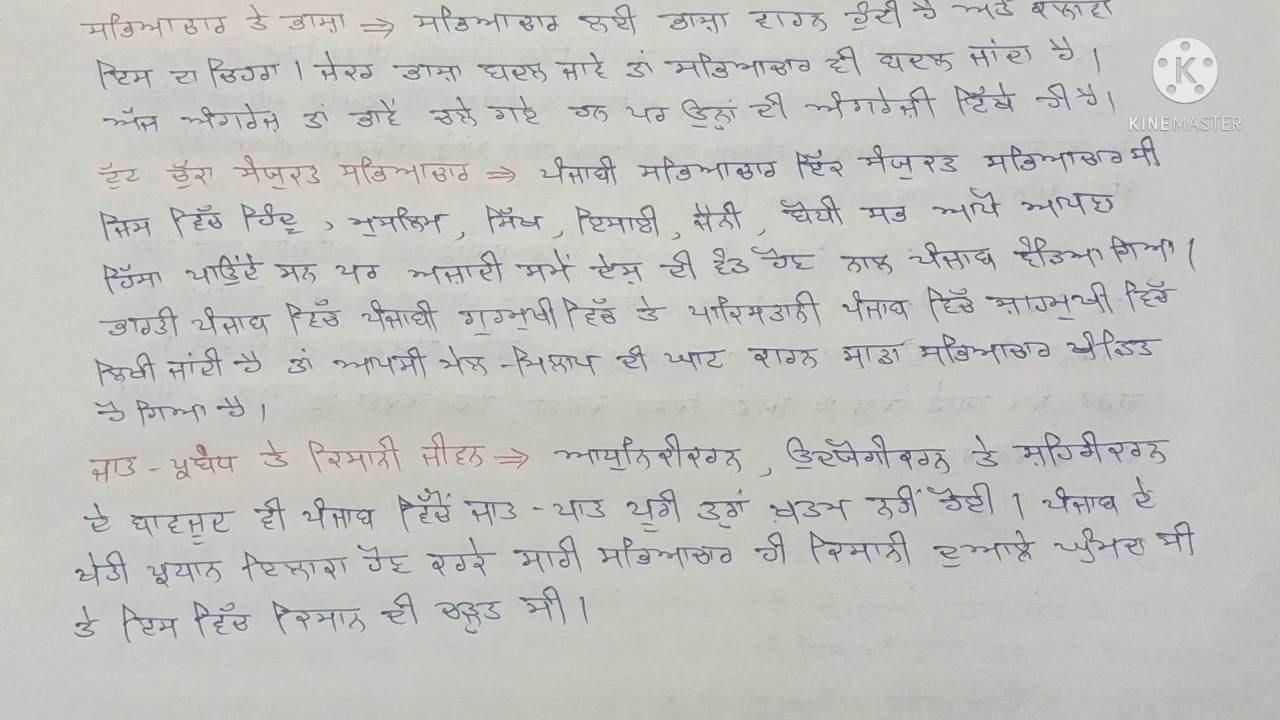 ਸਭਿਆਚਾਰ ਤੇ ਭਾਸ਼ਾ ⇒ ਸਭਿਆਚਾਰ ਲਈ ਭਾਸ਼ਾ ਵਾਹਨ ਹੁੰਦੀ ਹੈ ਅਤੇ ਕਲਾਵਾਂ
ਇਸ ਦਾ ਚਿਹਰਾ। ਜੇਕਰ ਭਾਸ਼ਾ ਬਦਲ ਜਾਵੇ ਤਾਂ ਸਭਿਆਚਾਰ ਵੀ ਬਦਲ ਜਾਂਦਾ ਹੈ।
ਅੱਜ ਅੰਗਰੇਜ਼ ਤਾਂ ਭਾਵੇਂ ਚਲੇ ਗਏ ਹਨ ਪਰ ਉਨ੍ਹਾਂ ਦੀ ਅੰਗਰੇਜ਼ੀ ਇੱਥੇ ਹੀ ਹੈ।
KINEMASTER
ਟੁੱਟ ਚੁੱਕਾ ਸੰਯੁਕਤ ਸਭਿਆਚਾਰ ⇒ ਪੰਜਾਬੀ ਸਭਿਆਚਾਰ ਇੱਕ ਸੰਯੁਕਤ ਸਭਿਆਚਾਰ ਸੀ
ਜਿਸ ਵਿੱਚ ਹਿੰਦੂ, ਮੁਸਲਿਮ, ਸਿੱਖ, ਇਸਾਈ, ਜੈਨੀ, ਬੋਧੀ ਸਭ ਆਪੋ ਆਪਣਾ
ਹਿੱਸਾ ਪਾਉਂਦੇ ਸਨ ਪਰ ਅਜ਼ਾਦੀ ਸਮੇਂ ਦੇਸ਼ ਦੀ ਵੰਡ ਹੋਣ ਨਾਲ ਪੰਜਾਬ ਵੰਡਿਆ ਗਿਆ।
ਭਾਰਤੀ ਪੰਜਾਬ ਵਿੱਚ ਪੰਜਾਬੀ ਗੁਰਮੁਖੀ ਵਿੱਚ ਤੇ ਪਾਕਿਸਤਾਨੀ ਪੰਜਾਬ ਵਿੱਚ ਸ਼ਾਹਮੁਖੀ ਵਿੱਚ
ਲਿਖੀ ਜਾਂਦੀ ਹੈ ਤਾਂ ਆਪਸੀ ਮੇਲ-ਮਿਲਾਪ ਦੀ ਘਾਟ ਕਾਰਨ ਸਾਡਾ ਸਭਿਆਚਾਰ ਖੰਡਿਤ
ਹੋ ਗਿਆ ਹੈ।
ਜਾਤ-ਪ੍ਰਬੰਧ ਤੇ ਕਿਸਾਨੀ ਜੀਵਨ ⇒ ਆਧੁਨਿਕੀਕਰਨ, ਉਦਯੋਗੀਕਰਨ ਤੇ ਸ਼ਹਿਰੀਕਰਨ
ਦੇ ਬਾਵਜੂਦ ਵੀ ਪੰਜਾਬ ਵਿੱਚੋਂ ਜਾਤ-ਪਾਤ ਪੂਰੀ ਤਰ੍ਹਾਂ ਖ਼ਤਮ ਨਹੀਂ ਹੋਈ। ਪੰਜਾਬ ਦੇ
ਖੇਤੀ ਪ੍ਰਧਾਨ ਇਲਾਕਾ ਹੋਣ ਕਰਕੇ ਸਾਰੀ ਸਭਿਆਚਾਰ ਹੀ ਕਿਸਾਨੀ ਦੁਆਲੇ ਘੁੰਮਦਾ ਸੀ
ਤੇ ਇਸ ਵਿੱਚ ਕਿਸਾਨ ਦੀ ਚੜ੍ਹਤ ਸੀ।